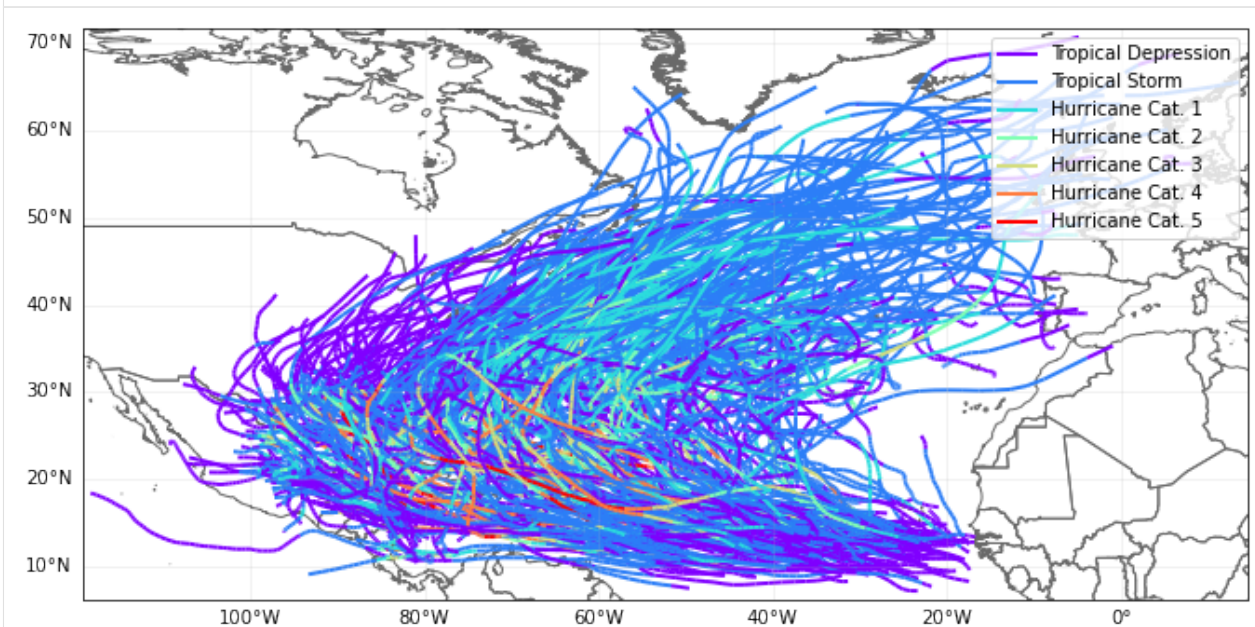 70°N
60°N
50°N
40°N
30°N
20°N
10°N
100°W
80°W
60°W
40°W
20°W
0°
Tropical Depression
Tropical Storm
Hurricane Cat. 1
Hurricane Cat. 2
Hurricane Cat. 3
Hurricane Cat. 4
Hurricane Cat. 5